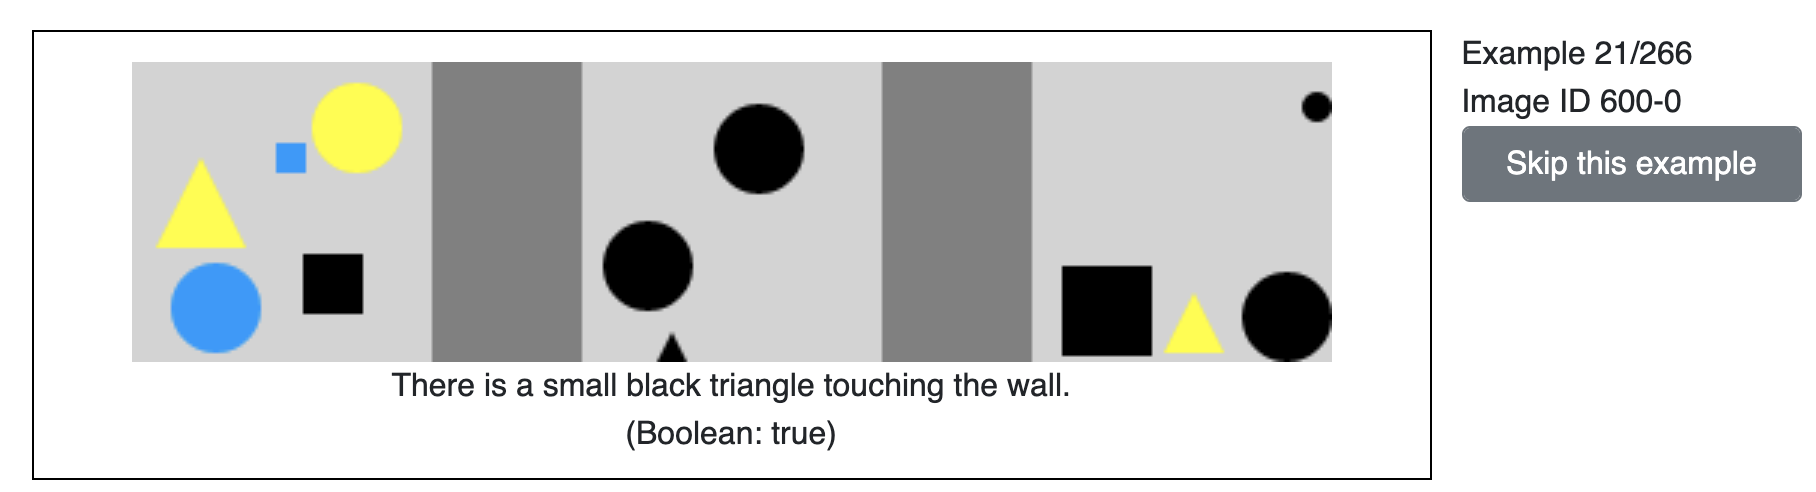 Example 21/266
Image ID 600-0
Skip this example
There is a small black triangle touching the wall.
(Boolean: true)